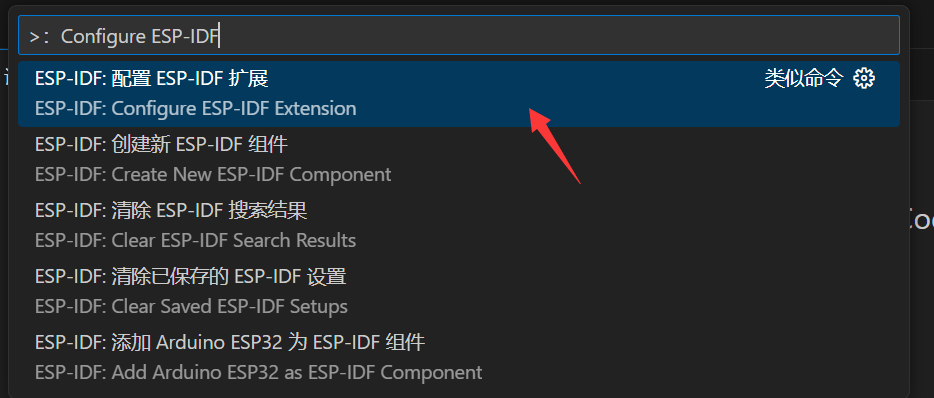 >：Configure ESP-IDF
ESP-IDF: 配置 ESP-IDF 扩展
类似命令
ESP-IDF: Configure ESP-IDF Extension
ESP-IDF: 创建新 ESP-IDF 组件
ESP-IDF: Create New ESP-IDF Component
ESP-IDF: 清除 ESP-IDF 搜索结果
ESP-IDF: Clear ESP-IDF Search Results
ESP-IDF: 清除已保存的 ESP-IDF 设置
ESP-IDF: Clear Saved ESP-IDF Setups
ESP-IDF: 添加 Arduino ESP32 为 ESP-IDF 组件
ESP-IDF: Add Arduino ESP32 as ESP-IDF Component